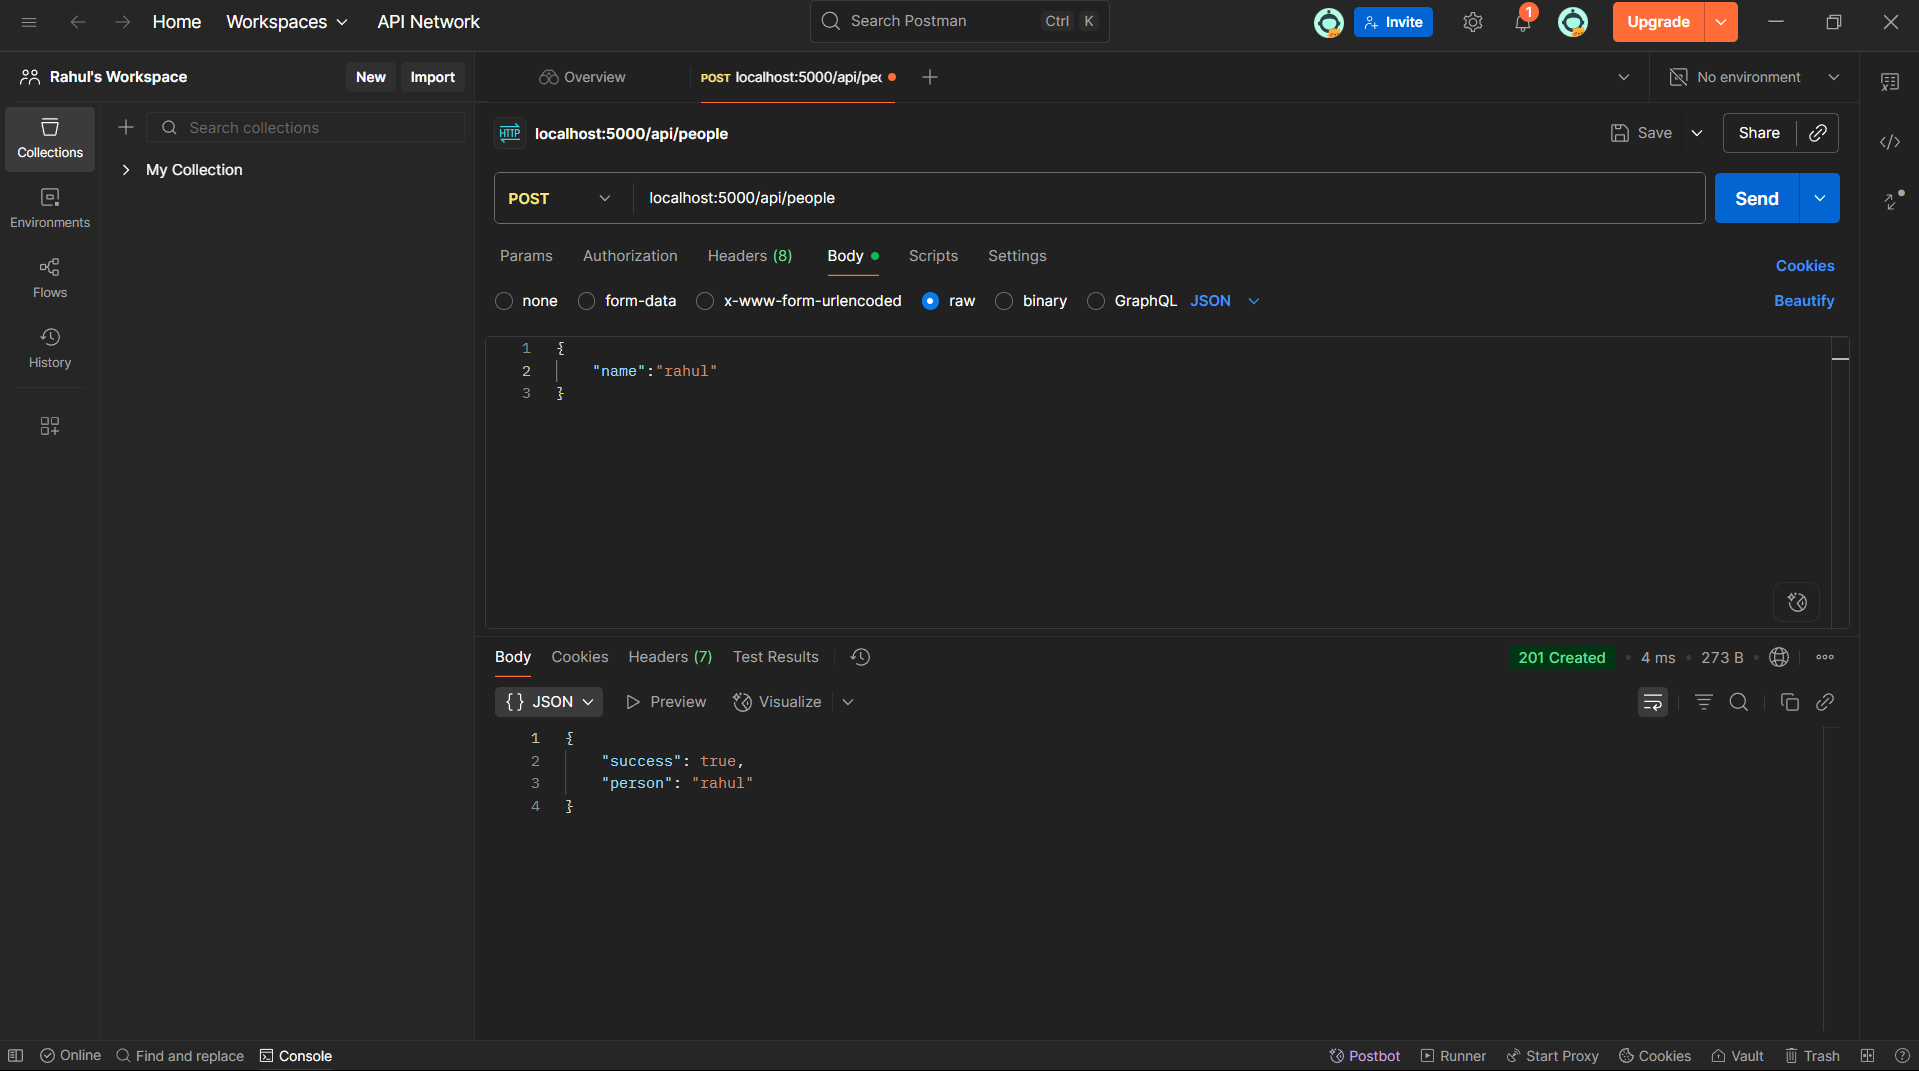 Home Workspaces API Network Search Postman Ctrl K Invite 1 Upgrade
Rahul's Workspace New Import Overview POST localhost:5000/api/pec No environment
Collections Search collections HTTP localhost:5000/api/people Save Share
My Collection
Environments POST localhost:5000/api/people Send
Flows Params Authorization Headers (8) Body Scripts Settings Cookies
none form-data x-www-form-urlencoded raw binary GraphQL JSON Beautify
History
1 {
2 "name":"rahul"
3 }
Body Cookies Headers (7) Test Results 201 Created 4 ms 273 B
{} JSON Preview Visualize
1 {
2 "success": true,
3 "person": "rahul"
4 }
Online Find and replace Console Postbot Runner Start Proxy Cookies Vault Trash